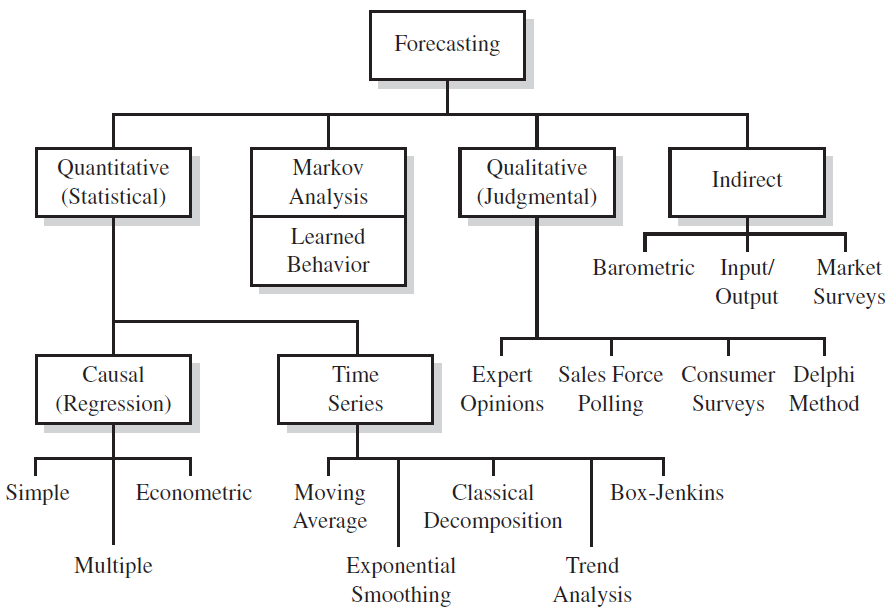 Forecasting
Quantitative
(Statistical)
Markov
Analysis
Learned
Behavior
Qualitative
(Judgmental)
Indirect
Barometric
Input/
Output
Market
Surveys
Causal
(Regression)
Time
Series
Expert
Opinions
Sales Force
Polling
Consumer
Surveys
Delphi
Method
Simple
Multiple
Econometric
Moving
Average
Exponential
Smoothing
Classical
Decomposition
Trend
Analysis
Box-Jenkins